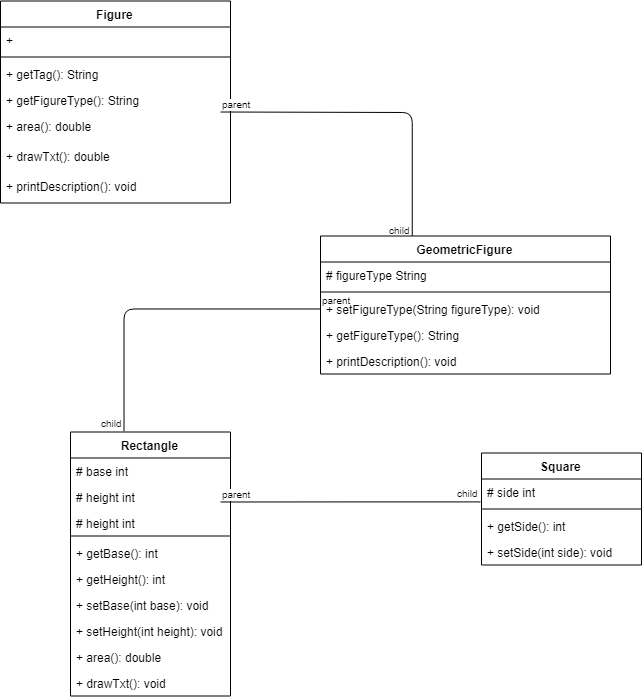 Figure
+
+ getTag(): String
+ getFigureType(): String
+ area(): double
+ drawTxt(): double
+ printDescription(): void
parent
child
GeometricFigure
# figureType String
parent
+ setFigureType(String figureType): void
+ getFigureType(): String
+ printDescription(): void
child
Rectangle
# base int
# height int
# height int
+ getBase(): int
+ getHeight(): int
+ setBase(int base): void
+ setHeight(int height): void
+ area(): double
+ drawTxt(): void
parent
child
Square
# side int
+ getSide(): int
+ setSide(int side): void